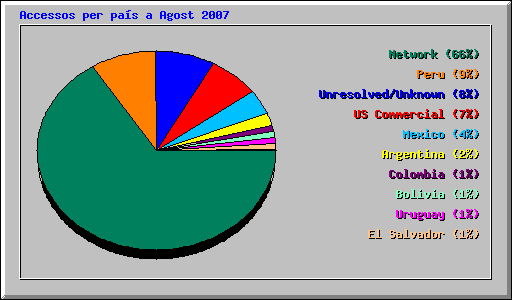 Accessos per país a Agost 2007
Network (66%)
Peru (9%)
Unresolved/Unknown (8%)
US Commercial (7%)
Mexico (4%)
Argentina (2%)
Colombia (1%)
Bolivia (1%)
Uruguay (1%)
El Salvador (1%)